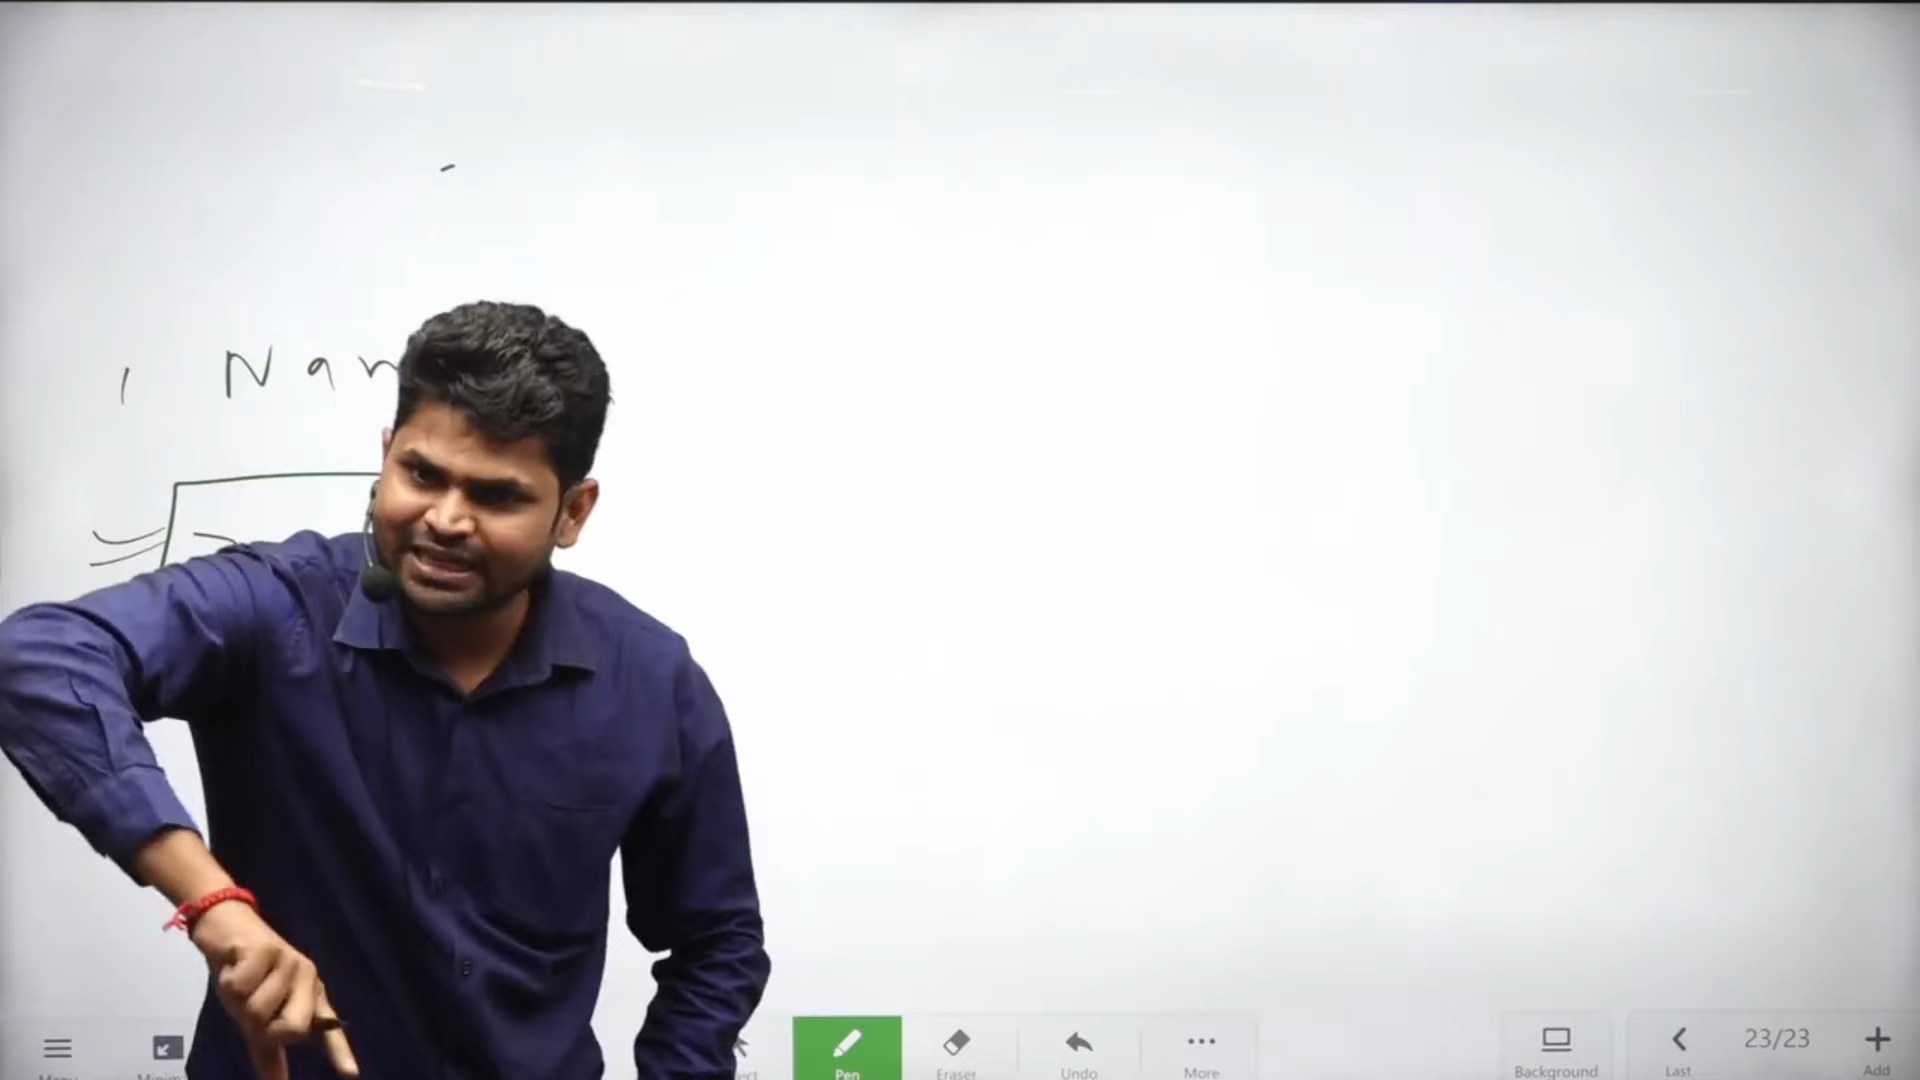 1 Nam
Pen
Eraser
Undo
More
Background
Last
23/23
Add